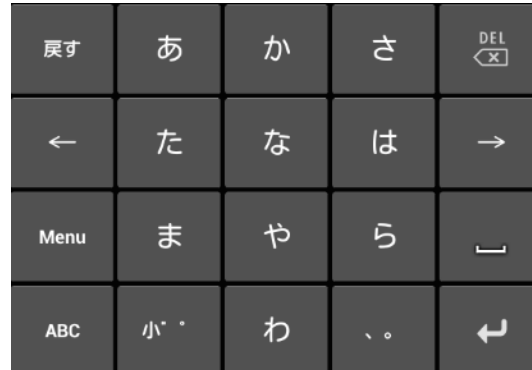 戻す あ か さ DEL
← た な は →
Menu ま や ら
ABC 小゛゜ わ 、。